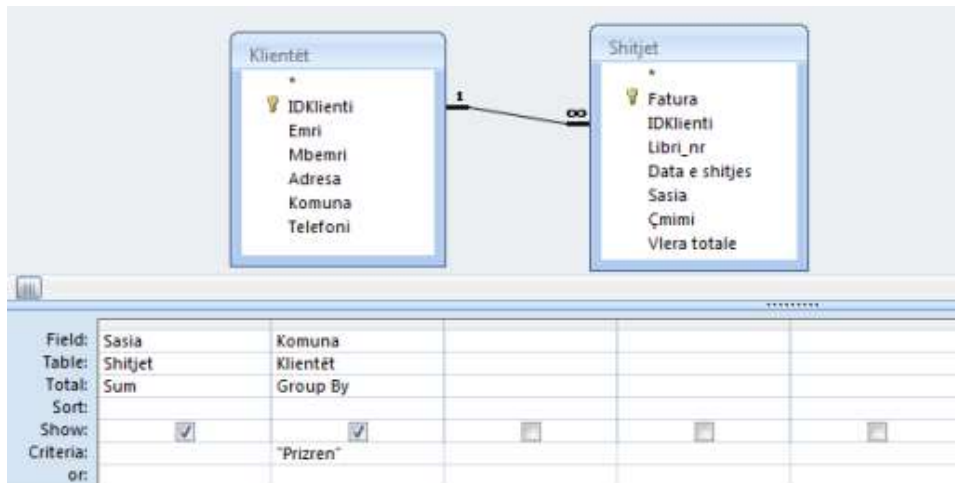 Klientët
*
IDKlienti
Emri
Mbemri
Adresa
Komuna
Telefoni
1
∞
Shitjet
*
Fatura
IDKlienti
Libri_nr
Data e shitjes
Sasia
Çmimi
Vlera totale
Field: Sasia Komuna
Table: Shitjet Klientët
Total: Sum Group By
Sort:
Show:
Criteria: "Prizren"
or: